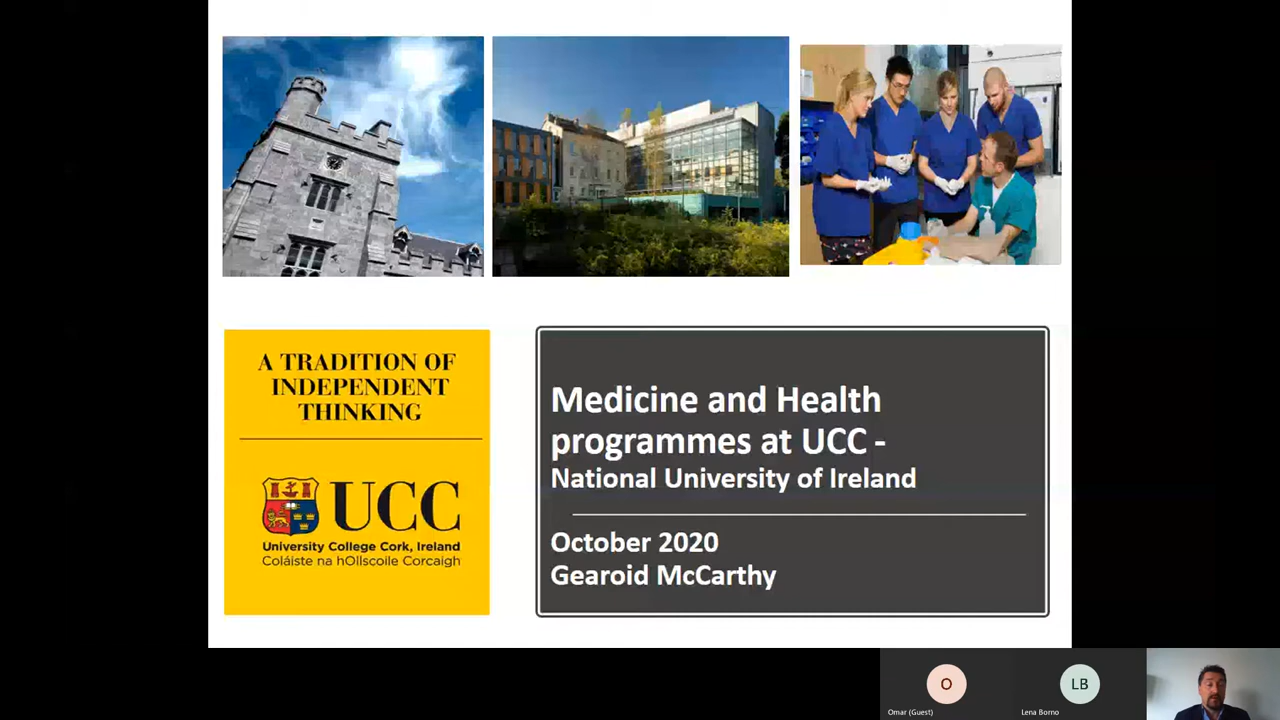 A TRADITION OF
INDEPENDENT
THINKING
UCC
University College Cork, Ireland
Coláiste na hOllscoile Corcaigh
Medicine and Health
programmes at UCC -
National University of Ireland
October 2020
Gearoid McCarthy
O
Omar (Guest)
LB
Lena Borno